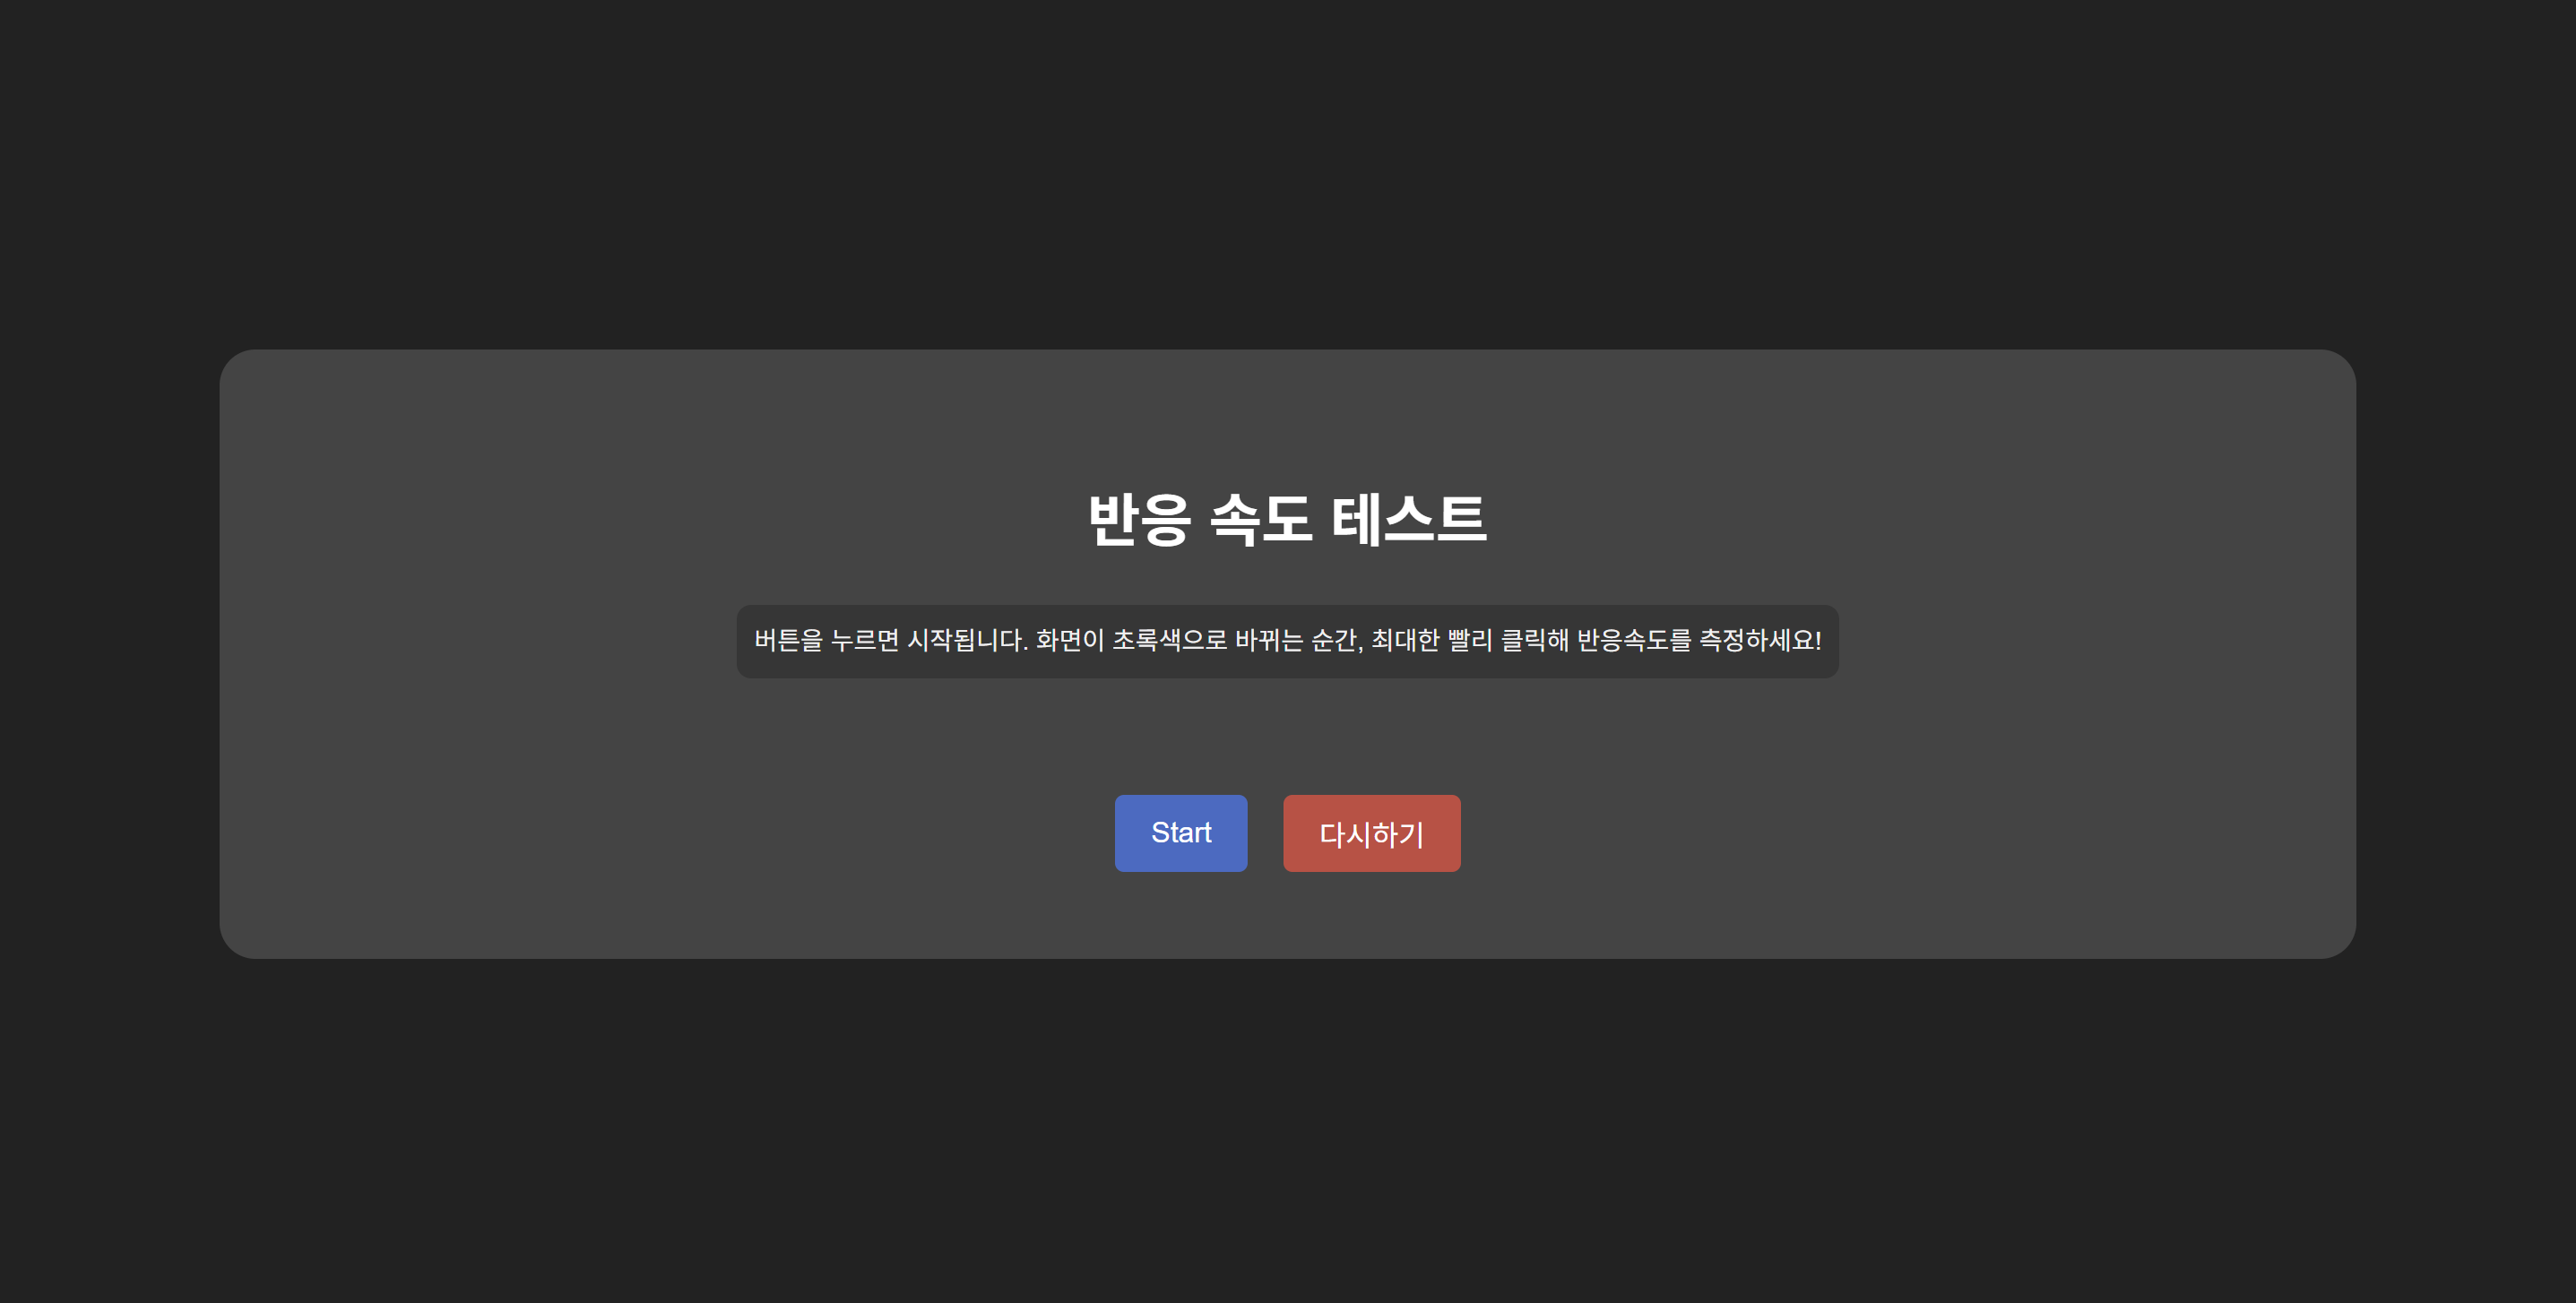 반응 속도 테스트
버튼을 누르면 시작됩니다. 화면이 초록색으로 바뀌는 순간, 최대한 빨리 클릭해 반응속도를 측정하세요!
Start
다시하기